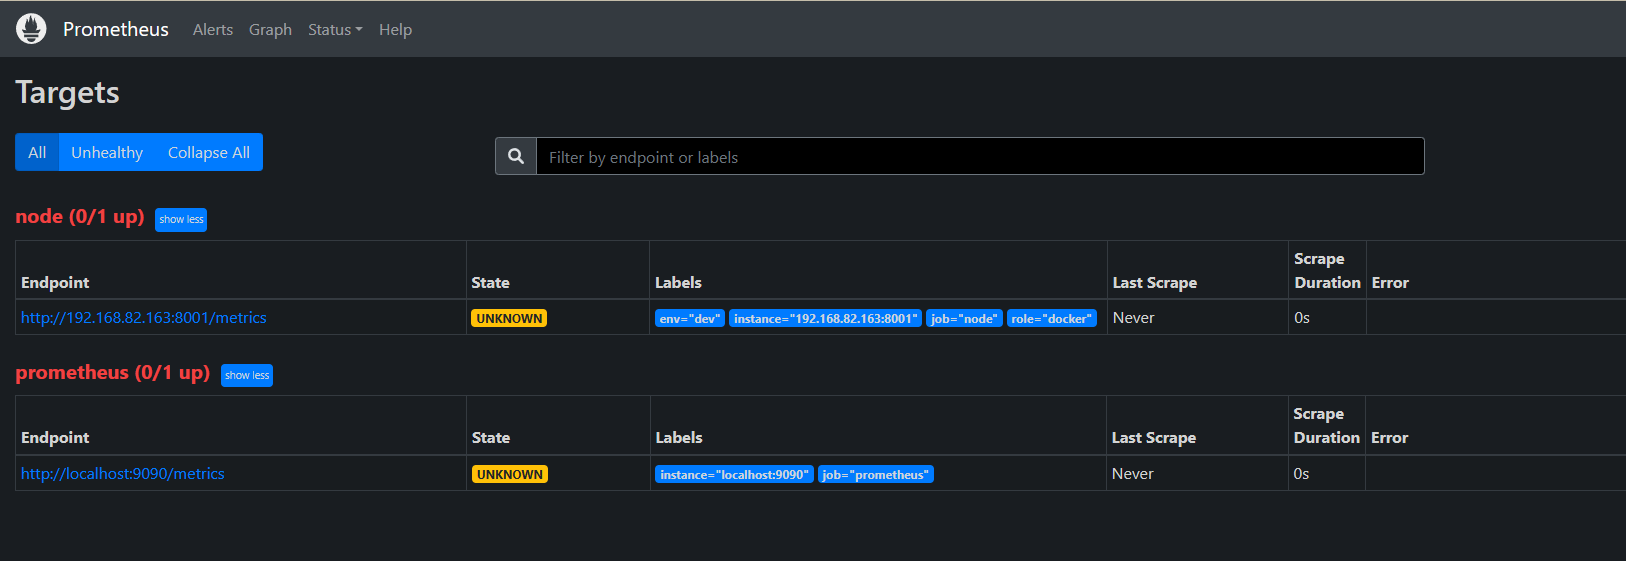 Prometheus Alerts Graph Status Help
Targets
All Unhealthy Collapse All
Filter by endpoint or labels
node (0/1 up) show less
Endpoint State Labels Last Scrape Scrape Duration Error
http://192.168.82.163:8001/metrics UNKNOWN env="dev" instance="192.168.82.163:8001" job="node" role="docker" Never 0s
prometheus (0/1 up) show less
Endpoint State Labels Last Scrape Scrape Duration Error
http://localhost:9090/metrics UNKNOWN instance="localhost:9090" job="prometheus" Never 0s